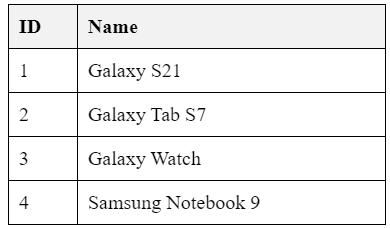 ID Name
1 Galaxy S21
2 Galaxy Tab S7
3 Galaxy Watch
4 Samsung Notebook 9